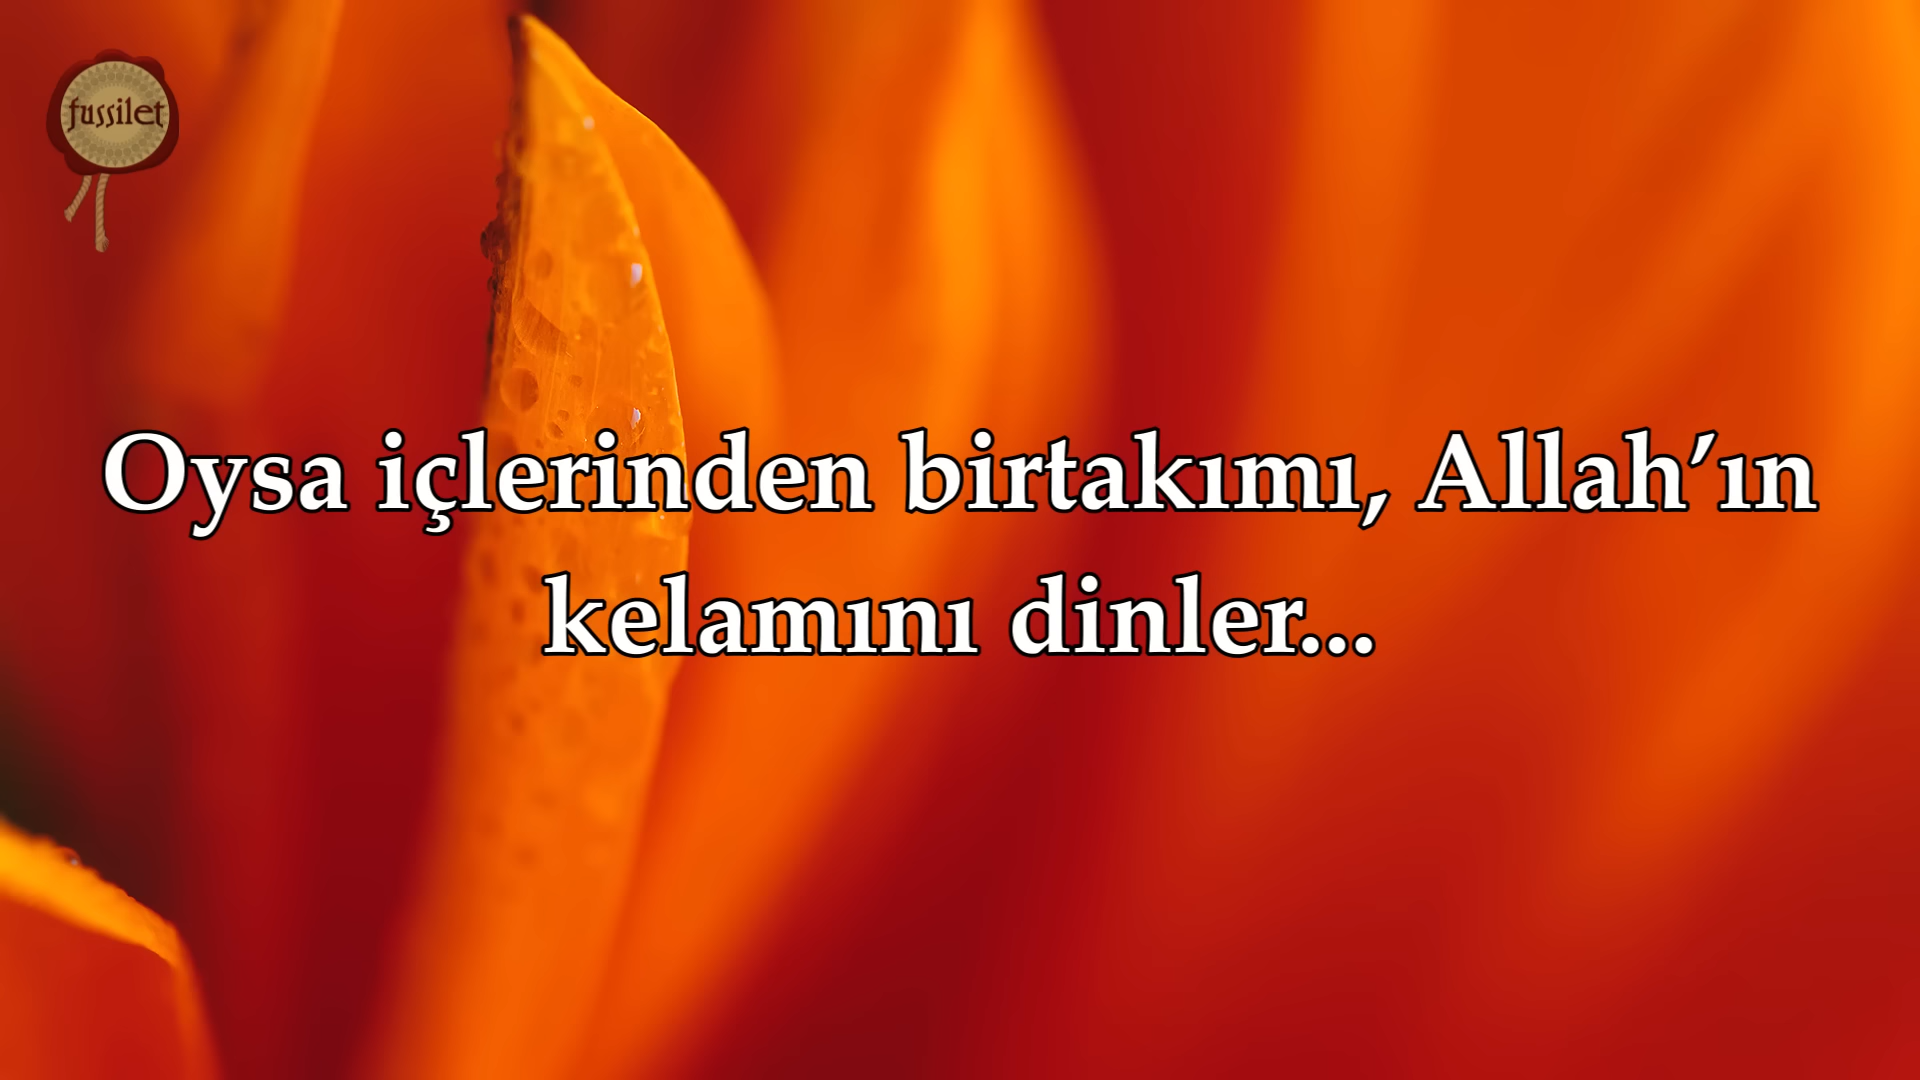 fussilet
Oysa içlerinden birtakımı, Allah’ın
kelamını dinler...